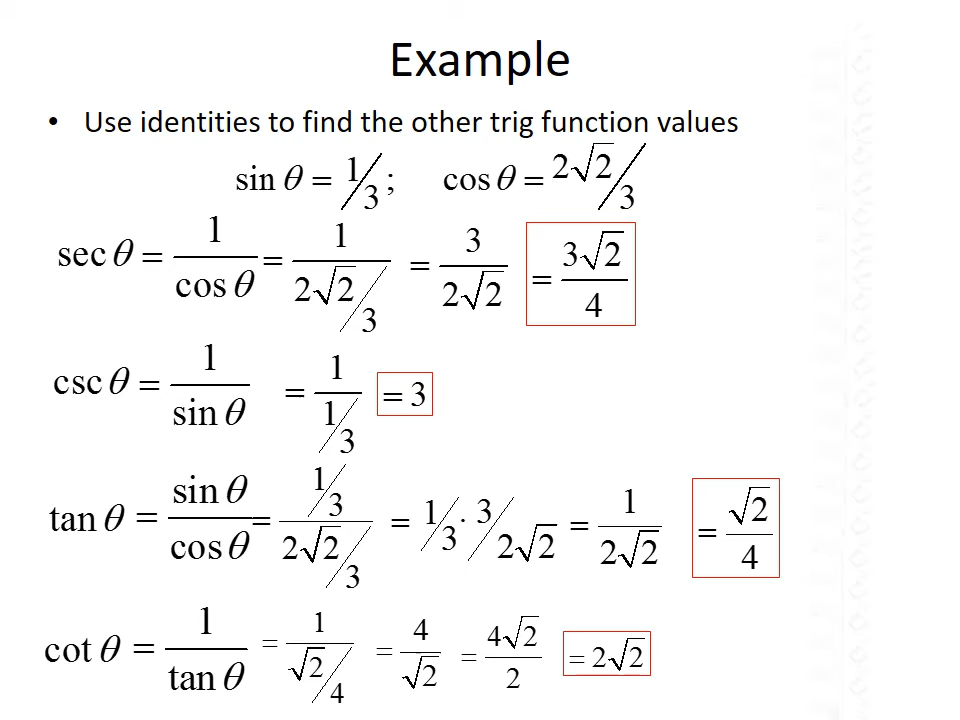 Example
• Use identities to find the other trig function values
sin θ = 1/3 ; cos θ = 2√2/3
sec θ = 1/cos θ = 1/(2√2/3) = 3/(2√2) = 3√2/4
csc θ = 1/sin θ = 1/(1/3) = 3
tan θ = sin θ/cos θ = (1/3)/(2√2/3) = 1/3 · 3/(2√2) = 1/(2√2) = √2/4
cot θ = 1/tan θ = 1/(√2/4) = 4/√2 = 4√2/2 = 2√2